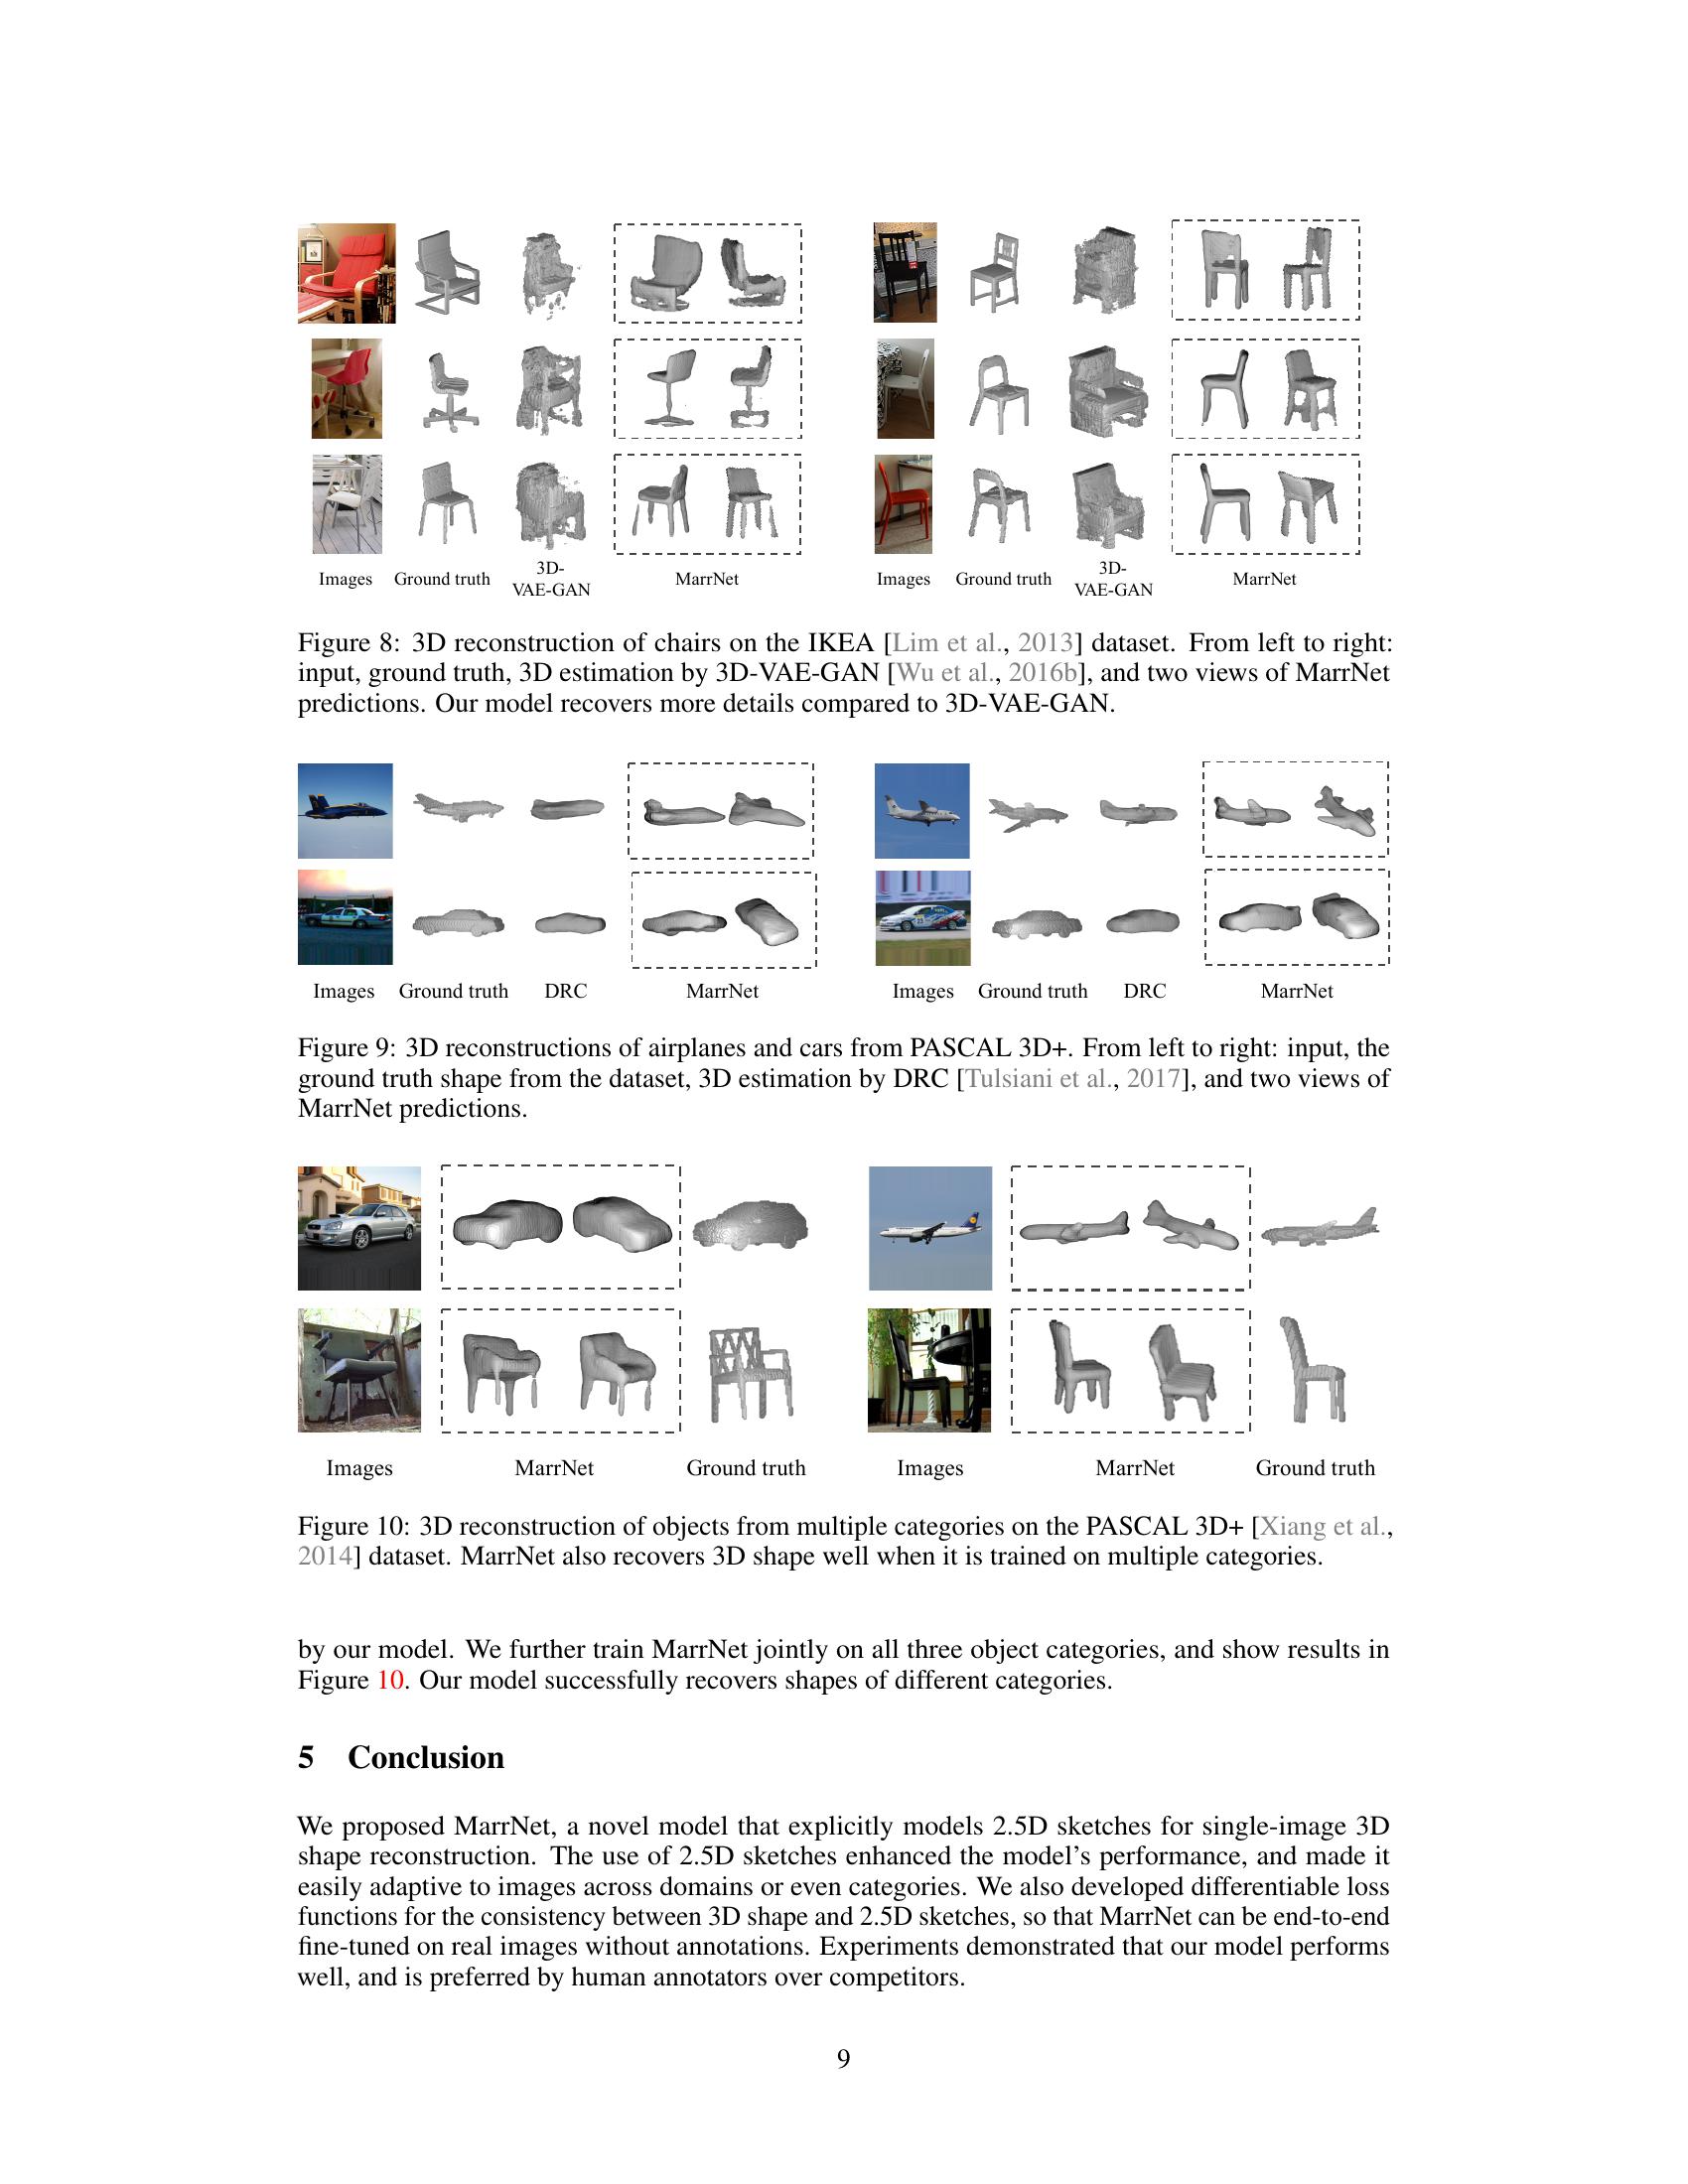 Images Ground truth 3D-VAE-GAN MarrNet Images Ground truth 3D-VAE-GAN MarrNet
Figure 8: 3D reconstruction of chairs on the IKEA [Lim et al., 2013] dataset. From left to right:
input, ground truth, 3D estimation by 3D-VAE-GAN [Wu et al., 2016b], and two views of MarrNet
predictions. Our model recovers more details compared to 3D-VAE-GAN.
Images Ground truth DRC MarrNet Images Ground truth DRC MarrNet
Figure 9: 3D reconstructions of airplanes and cars from PASCAL 3D+. From left to right: input, the
ground truth shape from the dataset, 3D estimation by DRC [Tulsiani et al., 2017], and two views of
MarrNet predictions.
Images MarrNet Ground truth Images MarrNet Ground truth
Figure 10: 3D reconstruction of objects from multiple categories on the PASCAL 3D+ [Xiang et al.,
2014] dataset. MarrNet also recovers 3D shape well when it is trained on multiple categories.
by our model. We further train MarrNet jointly on all three object categories, and show results in
Figure 10. Our model successfully recovers shapes of different categories.
5 Conclusion
We proposed MarrNet, a novel model that explicitly models 2.5D sketches for single-image 3D
shape reconstruction. The use of 2.5D sketches enhanced the model's performance, and made it
easily adaptive to images across domains or even categories. We also developed differentiable loss
functions for the consistency between 3D shape and 2.5D sketches, so that MarrNet can be end-to-end
fine-tuned on real images without annotations. Experiments demonstrated that our model performs
well, and is preferred by human annotators over competitors.
9